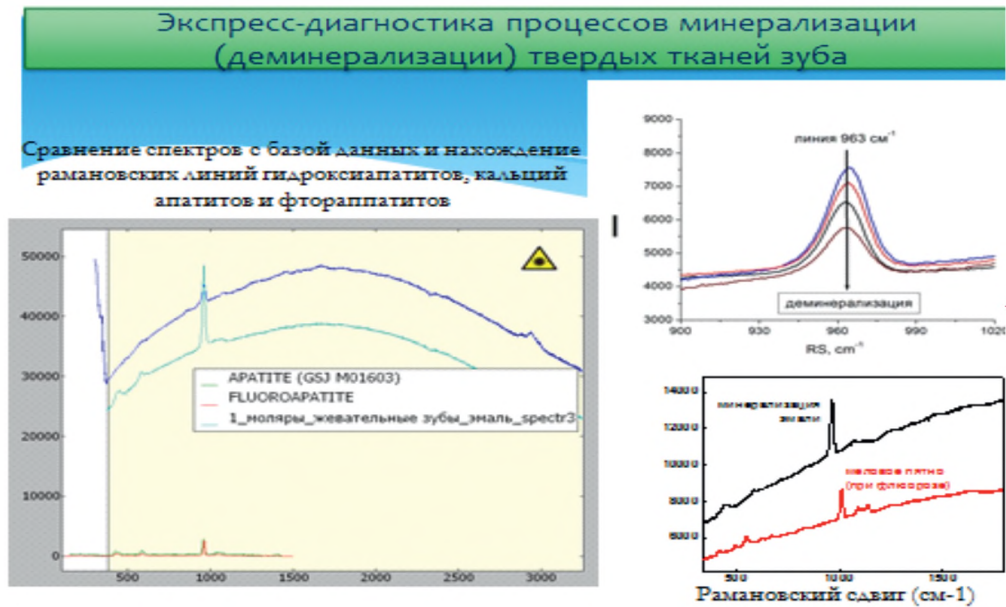 Экспресс-диагностика процессов минерализации
(деминерализации) твердых тканей зуба
Сравнение спектров с базой данных и нахождение
рамановских линий гидроксиапатитов, кальций
апатитов и фтораппатитов
50000
40000
30000
20000
10000
0
APATITE (GSJ M01603)
FLUOROAPATITE
1_моляры_жевательные зубы_эмаль_spectr3
500
1000
1500
2000
2500
3000
9000
8000
7000
6000
5000
4000
3000
I
линия 963 см-1
деминерализация
900
930
960
990
1020
RS, cm-1
14000
12000
10000
8000
6000
минерализация
эмали
меловое пятно
(при флюорозе)
500
1000
1500
Рамановский сдвиг (см-1)